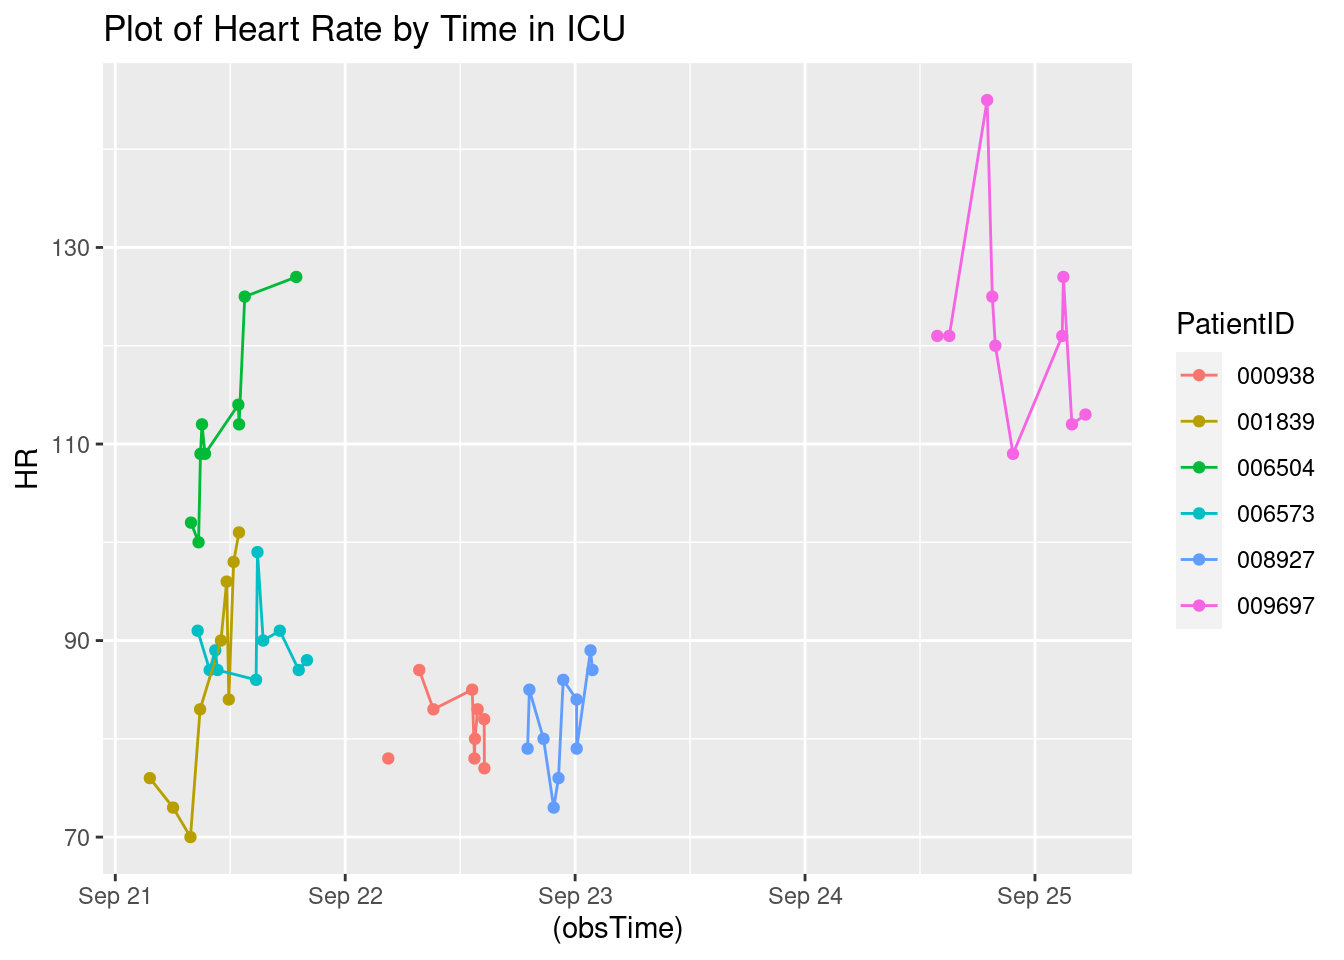 Plot of Heart Rate by Time in ICU
HR
130
110
90
70
Sep 21
Sep 22
Sep 23
Sep 24
Sep 25
(obsTime)
PatientID
000938
001839
006504
006573
008927
009697